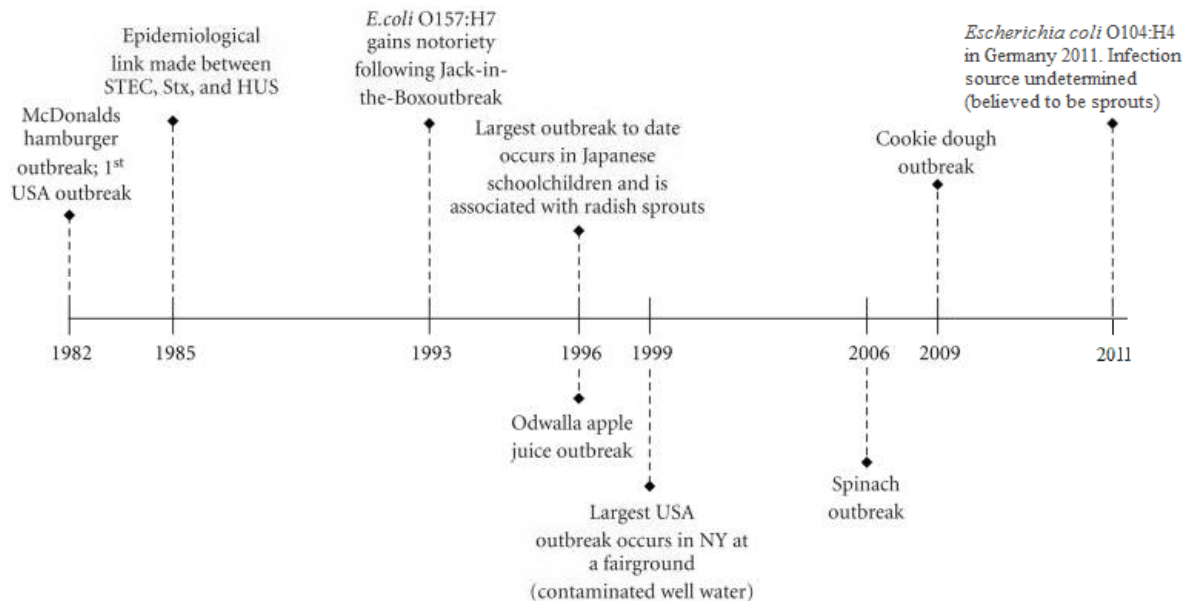 McDonalds
hamburger
outbreak; 1st
USA outbreak
Epidemiological
link made between
STEC, Stx, and HUS
E.coli O157:H7
gains notoriety
following Jack-in-
the-Boxoutbreak
Largest outbreak to date
occurs in Japanese
schoolchildren and is
associated with radish sprouts
Cookie dough
outbreak
Escherichia coli O104:H4
in Germany 2011. Infection
source undetermined
(believed to be sprouts)
1982
1985
1993
1996
1999
2006
2009
2011
Odwalla apple
juice outbreak
Largest USA
outbreak occurs in NY at
a fairground
(contaminated well water)
Spinach
outbreak